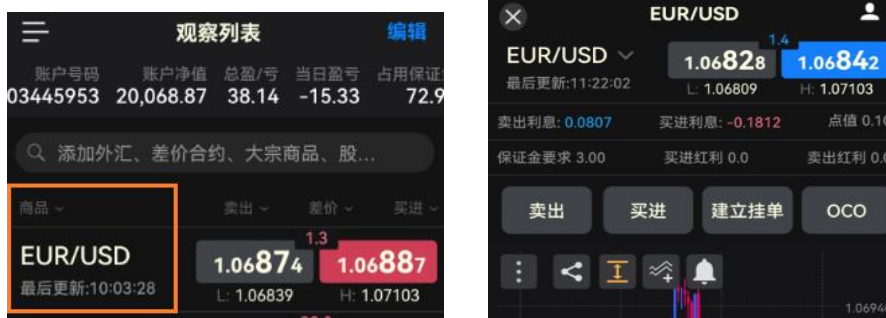 观察列表
编辑
账户号码 账户净值 总盈/亏 当日盈亏 占用保证
03445953 20,068.87 38.14 -15.33 72.9
添加外汇、差价合约、大宗商品、股...
商品 卖出 差价 买进
EUR/USD 1.06874 1.3 1.06887
最后更新:10:03:28 L: 1.06839 H: 1.07103
EUR/USD
EUR/USD 1.06828 1.4 1.06842
最后更新:11:22:02 L: 1.06809 H: 1.07103
卖出利息: 0.0807 买进利息: -0.1812 点值 0.10
保证金要求 3.00 买进红利 0.0 卖出红利 0.0
卖出 买进 建立挂单 OCO
1.0694